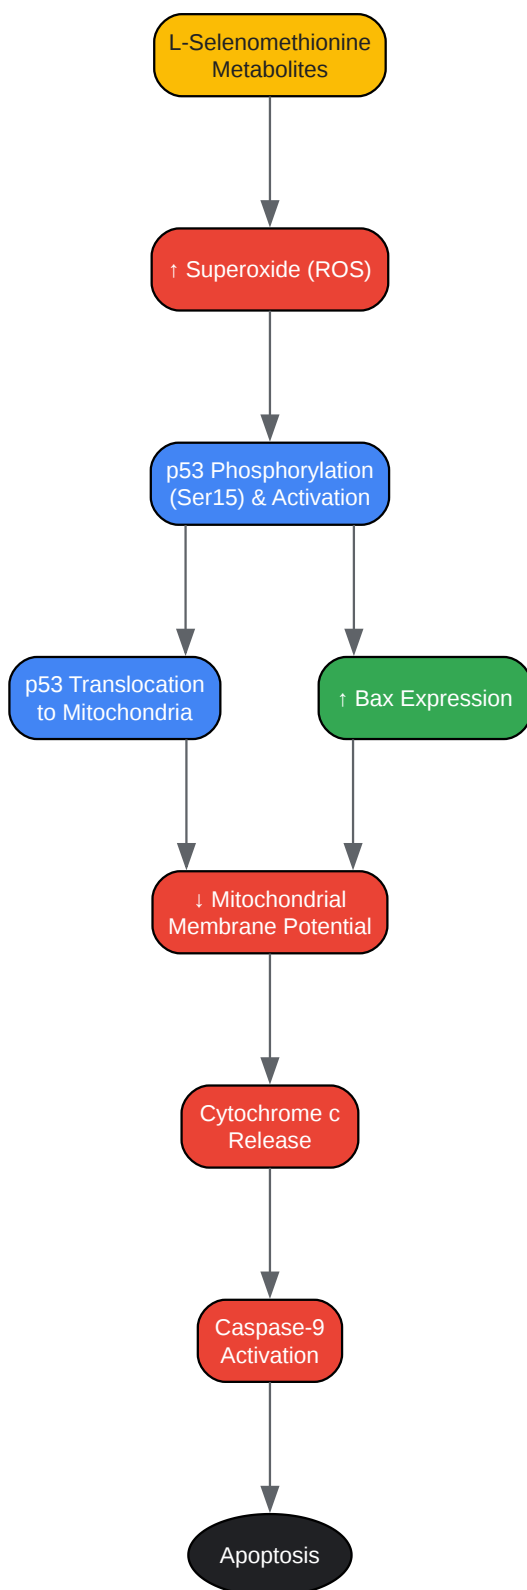 L-Selenomethionine
Metabolites
↑ Superoxide (ROS)
p53 Phosphorylation
(Ser15) & Activation
p53 Translocation
to Mitochondria
↑ Bax Expression
↓ Mitochondrial
Membrane Potential
Cytochrome c
Release
Caspase-9
Activation
Apoptosis